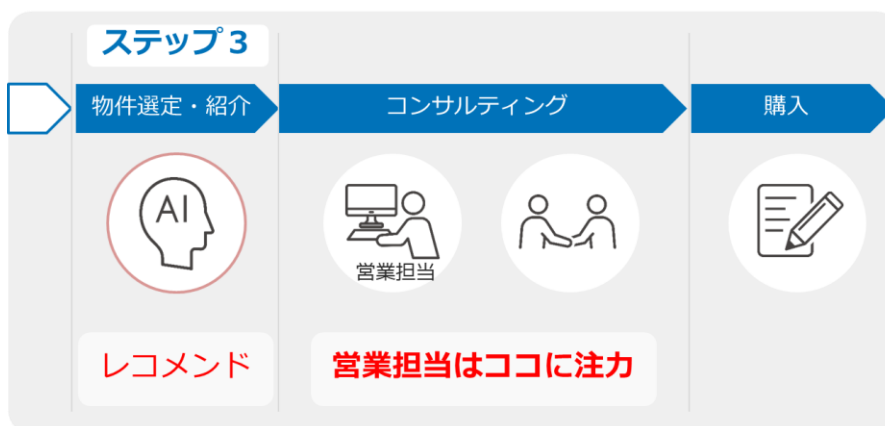 ステップ3
物件選定・紹介
コンサルティング
購入
AI
営業担当
レコメンド
営業担当はココに注力